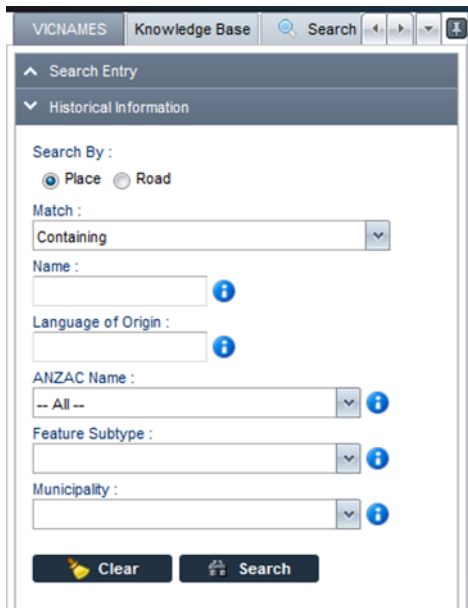 VICNAMES Knowledge Base Search
Search Entry
Historical Information
Search By :
Place Road
Match :
Containing
Name :
Language of Origin :
ANZAC Name :
-- All --
Feature Subtype :
Municipality :
Clear Search